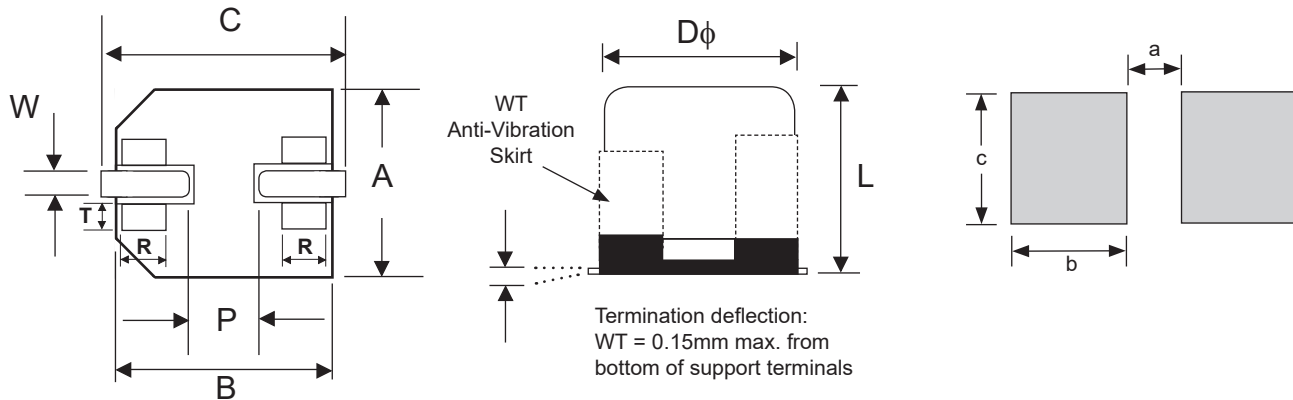 C
W
A
T
R
R
P
B
Dϕ
WT
Anti-Vibration
Skirt
L
Termination deflection:
WT = 0.15mm max. from
bottom of support terminals
a
c
b